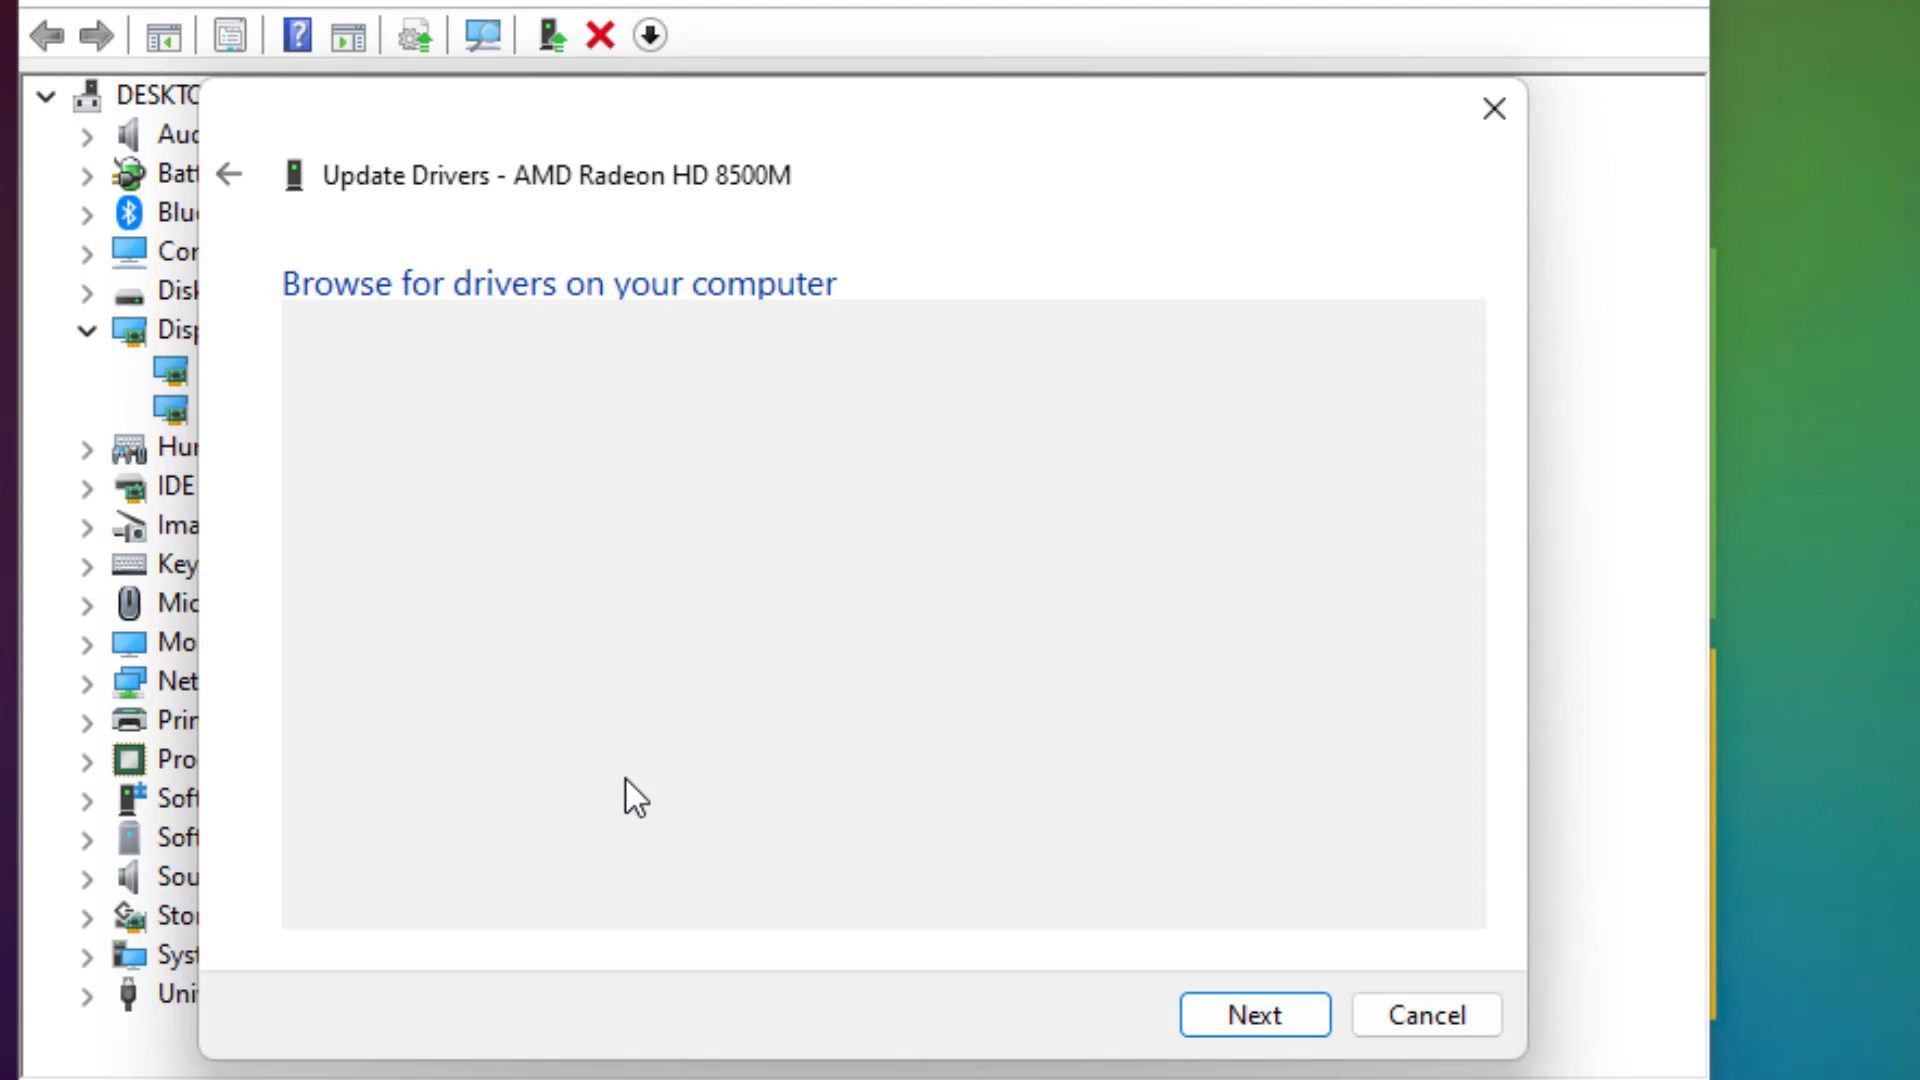 DESKTO
Aud
Batt
Update Drivers - AMD Radeon HD 8500M
Blu
Con
Browse for drivers on your computer
Disk
Disp
Hur
IDE
Ima
Key
Mic
Mo
Net
Prin
Pro
Soft
Soft
Sou
Stor
Syst
Uni
Next
Cancel